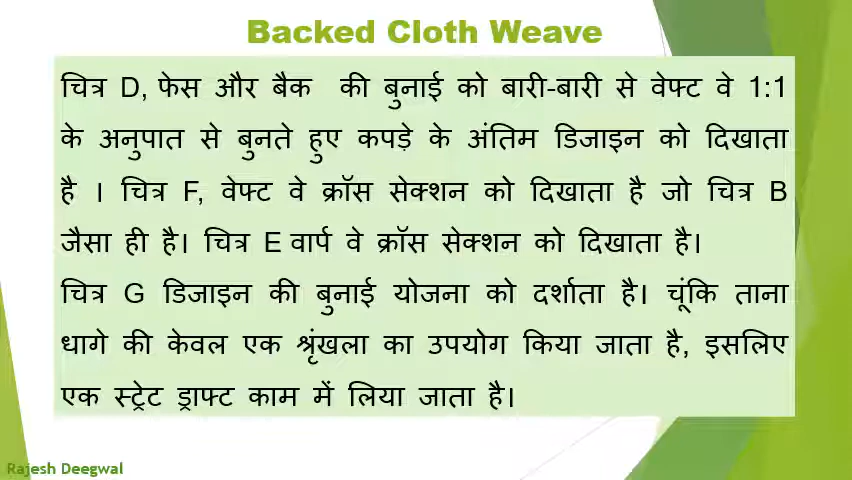 Backed Cloth Weave
चित्र D, फेस और बैक की बुनाई को बारी-बारी से वेफ्ट वे 1:1
के अनुपात से बुनते हुए कपड़े के अंतिम डिजाइन को दिखाता
है । चित्र F, वेफ्ट वे क्रॉस सेक्शन को दिखाता है जो चित्र B
जैसा ही है। चित्र E वार्प वे क्रॉस सेक्शन को दिखाता है।
चित्र G डिजाइन की बुनाई योजना को दर्शाता है। चूंकि ताना
धागे की केवल एक श्रृंखला का उपयोग किया जाता है, इसलिए
एक स्ट्रेट ड्राफ्ट काम में लिया जाता है।
Rajesh Deegwal